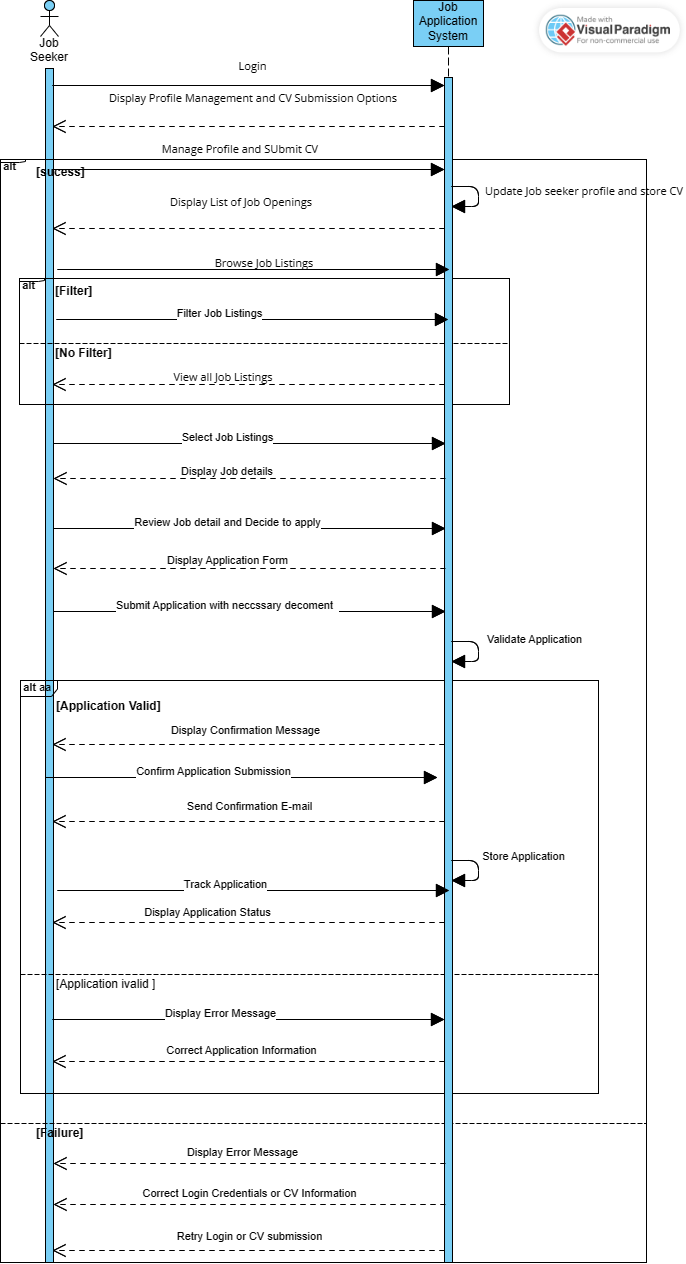 Job
Seeker
Job
Application
System
Made with
Visual Paradigm
For non-commercial use
Login
Display Profile Management and CV Submission Options
Manage Profile and SUbmit CV
alt
[sucess]
Update Job seeker profile and store CV
Display List of Job Openings
Browse Job Listings
alt
[Filter]
Filter Job Listings
[No Filter]
View all Job Listings
Select Job Listings
Display Job details
Review Job detail and Decide to apply
Display Application Form
Submit Application with neccssary decoment
Validate Application
alt aa
[Application Valid]
Display Confirmation Message
Confirm Application Submission
Send Confirmation E-mail
Store Application
Track Application
Display Application Status
[Application ivalid ]
Display Error Message
Correct Application Information
[Failure]
Display Error Message
Correct Login Credentials or CV Information
Retry Login or CV submission